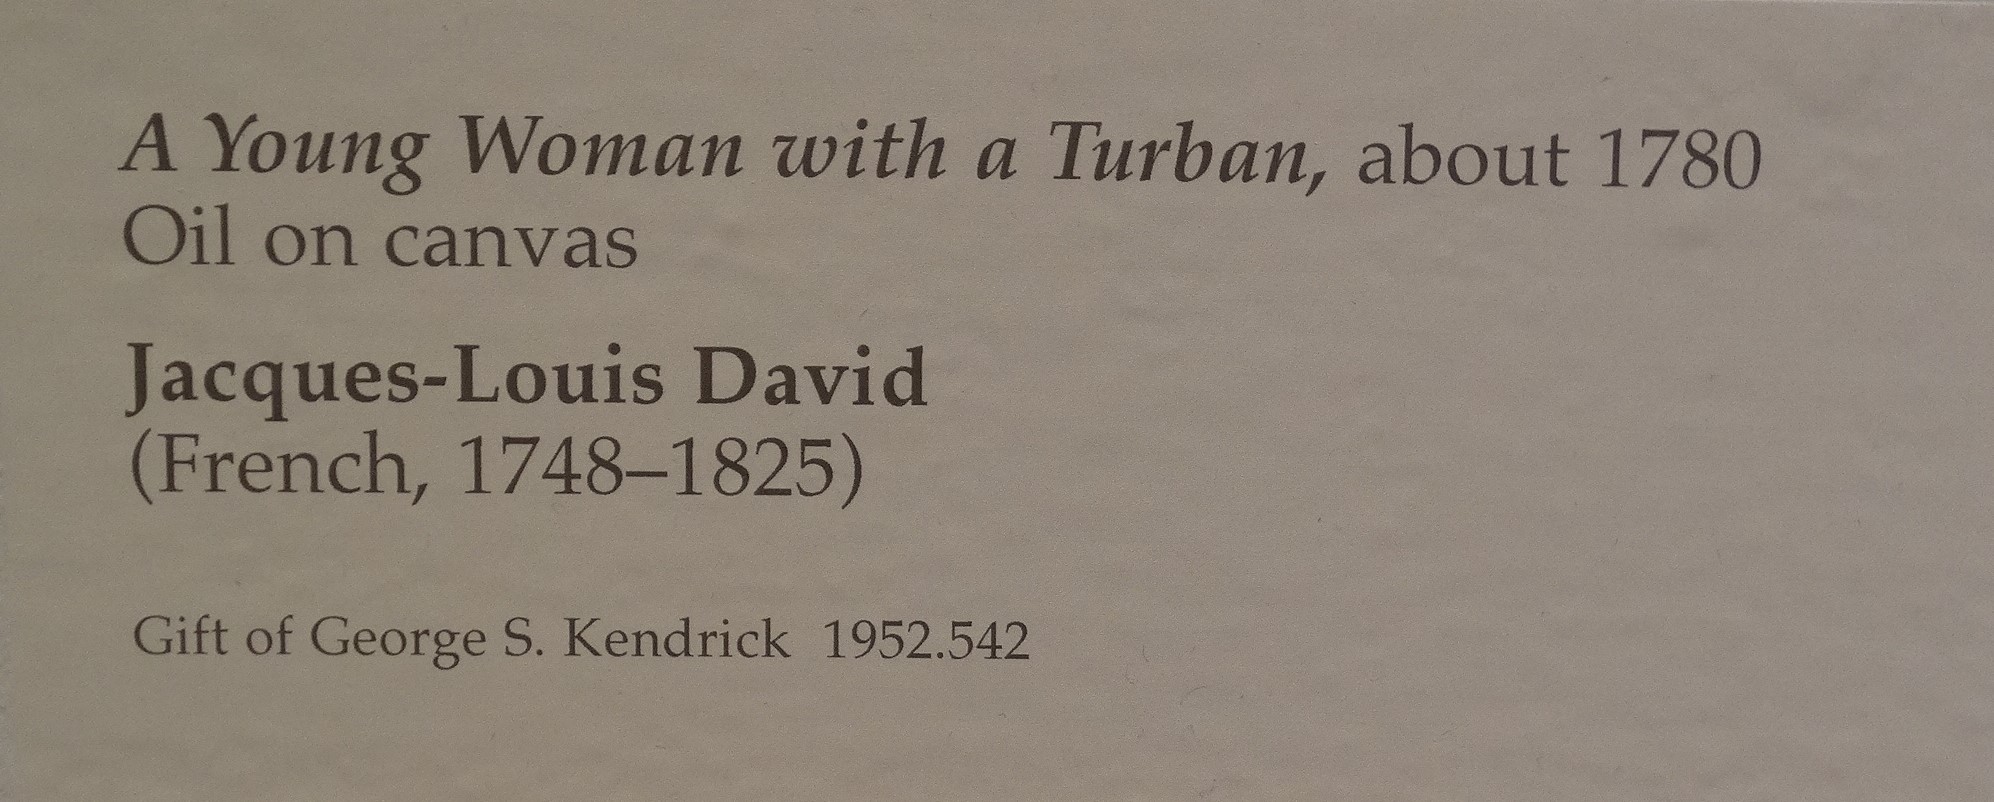 A Young Woman with a Turban, about 1780
Oil on canvas
Jacques-Louis David
(French, 1748–1825)
Gift of George S. Kendrick 1952.542